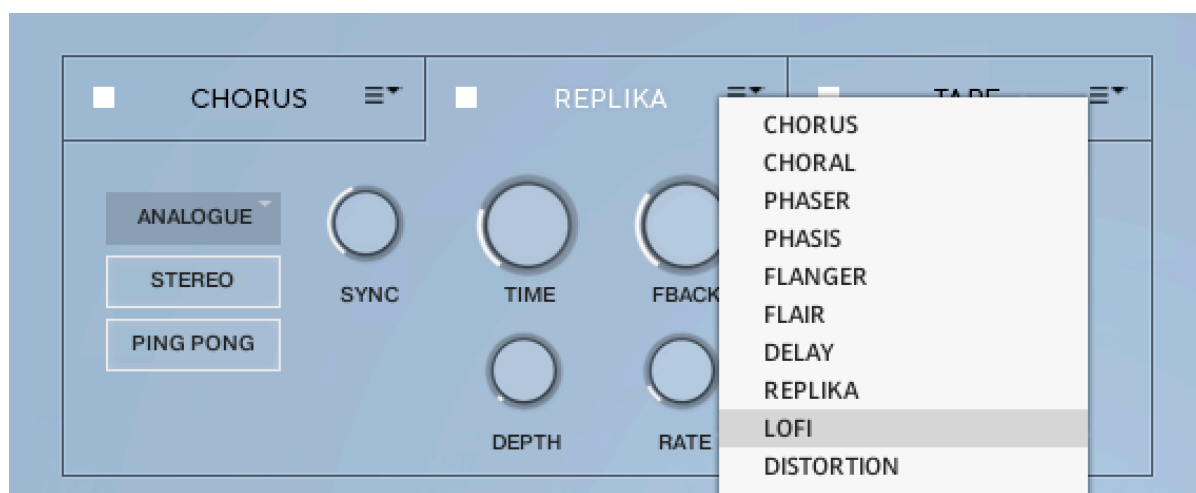 CHORUS
REPLIKA
TAPE
ANALOGUE
STEREO
PING PONG
SYNC
TIME
FBACK
DEPTH
RATE
CHORUS
CHORAL
PHASER
PHASIS
FLANGER
FLAIR
DELAY
REPLIKA
LOFI
DISTORTION